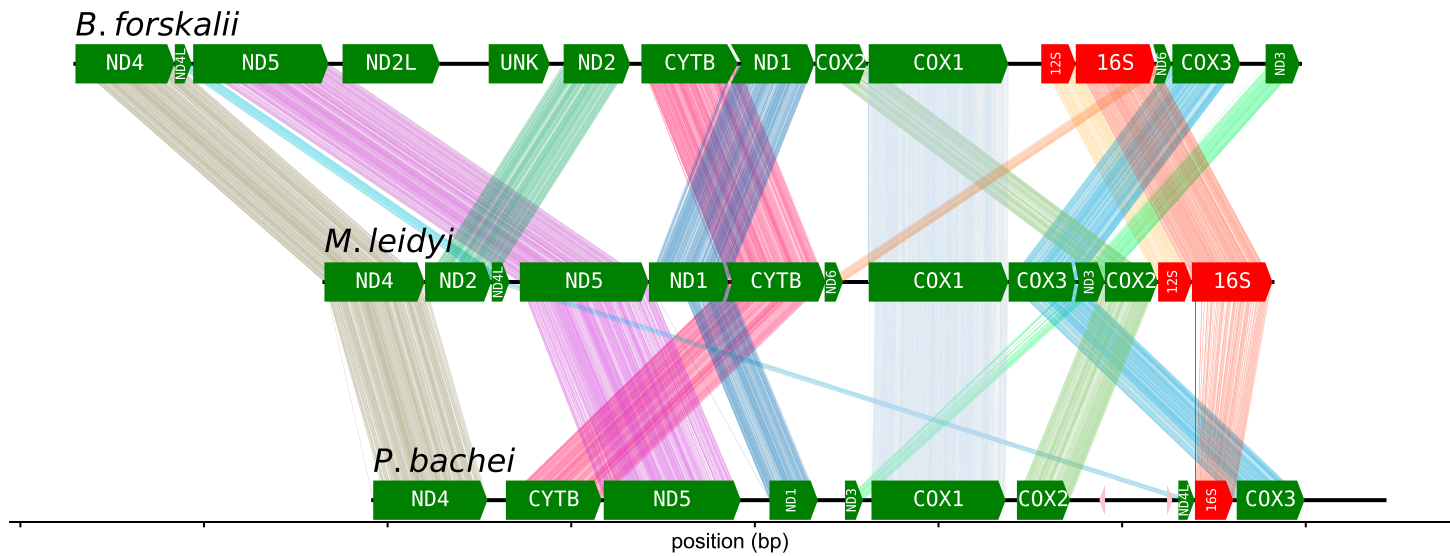 B. forskalii
ND4 ND4L ND5 ND2L UNK ND2 CYTB ND1 COX2 COX1 12S 16S ND6 COX3 ND3
M. leidyi
ND4 ND2 ND4L ND5 ND1 CYTB ND6 COX1 COX3 ND3 COX2 12S 16S
P. bachei
ND4 CYTB ND5 ND1 ND3 COX1 COX2 ND4L 16S COX3
position (bp)